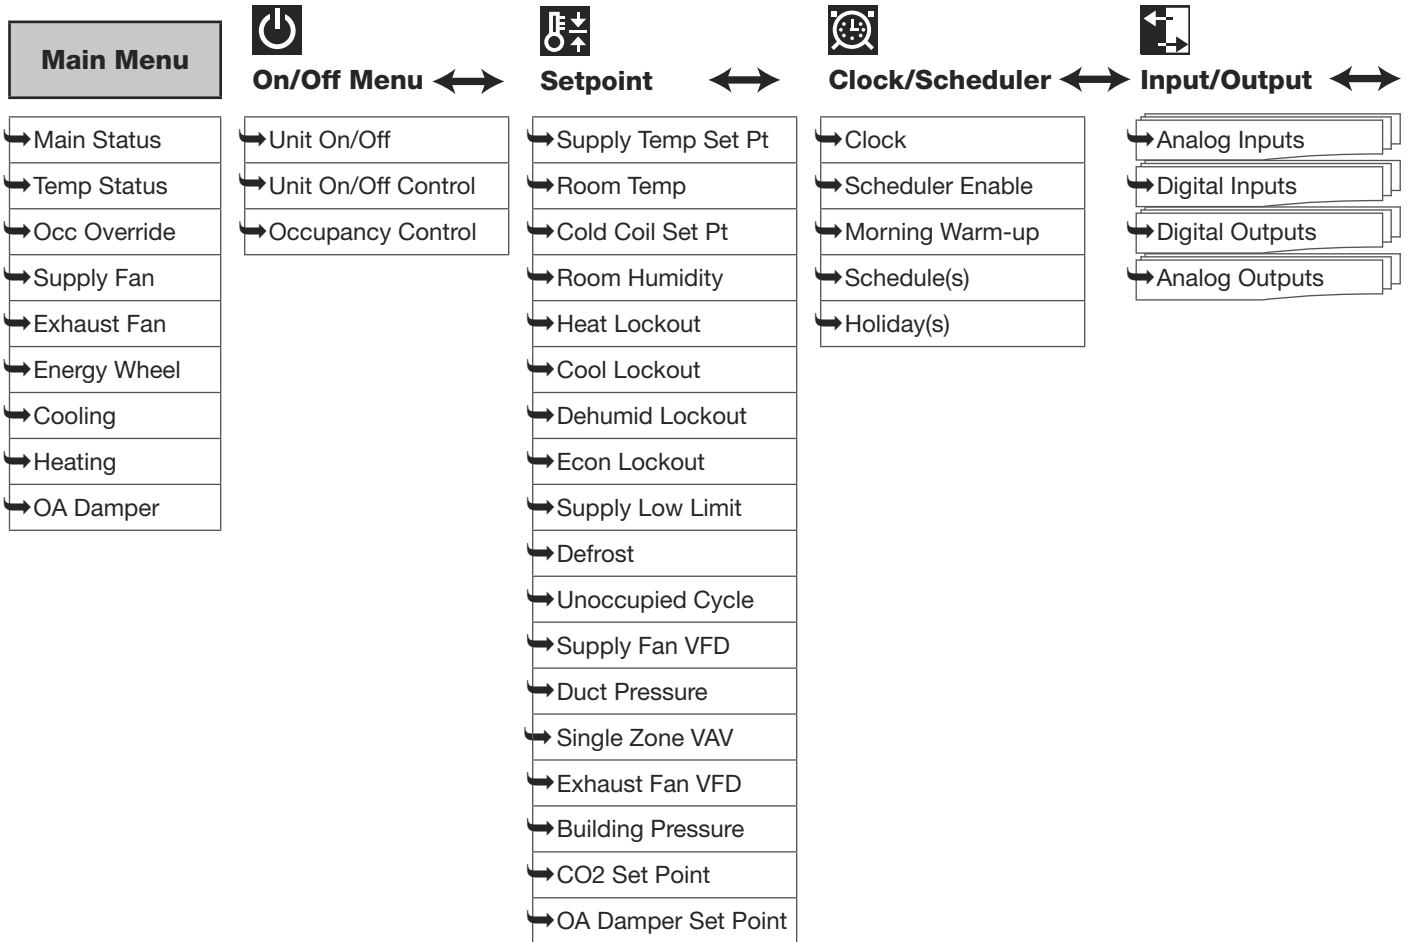 Main Menu
Main Status
Temp Status
Occ Override
Supply Fan
Exhaust Fan
Energy Wheel
Cooling
Heating
OA Damper
On/Off Menu
Unit On/Off
Unit On/Off Control
Occupancy Control
Setpoint
Supply Temp Set Pt
Room Temp
Cold Coil Set Pt
Room Humidity
Heat Lockout
Cool Lockout
Dehumid Lockout
Econ Lockout
Supply Low Limit
Defrost
Unoccupied Cycle
Supply Fan VFD
Duct Pressure
Single Zone VAV
Exhaust Fan VFD
Building Pressure
CO2 Set Point
OA Damper Set Point
Clock/Scheduler
Clock
Scheduler Enable
Morning Warm-up
Schedule(s)
Holiday(s)
Input/Output
Analog Inputs
Digital Inputs
Digital Outputs
Analog Outputs